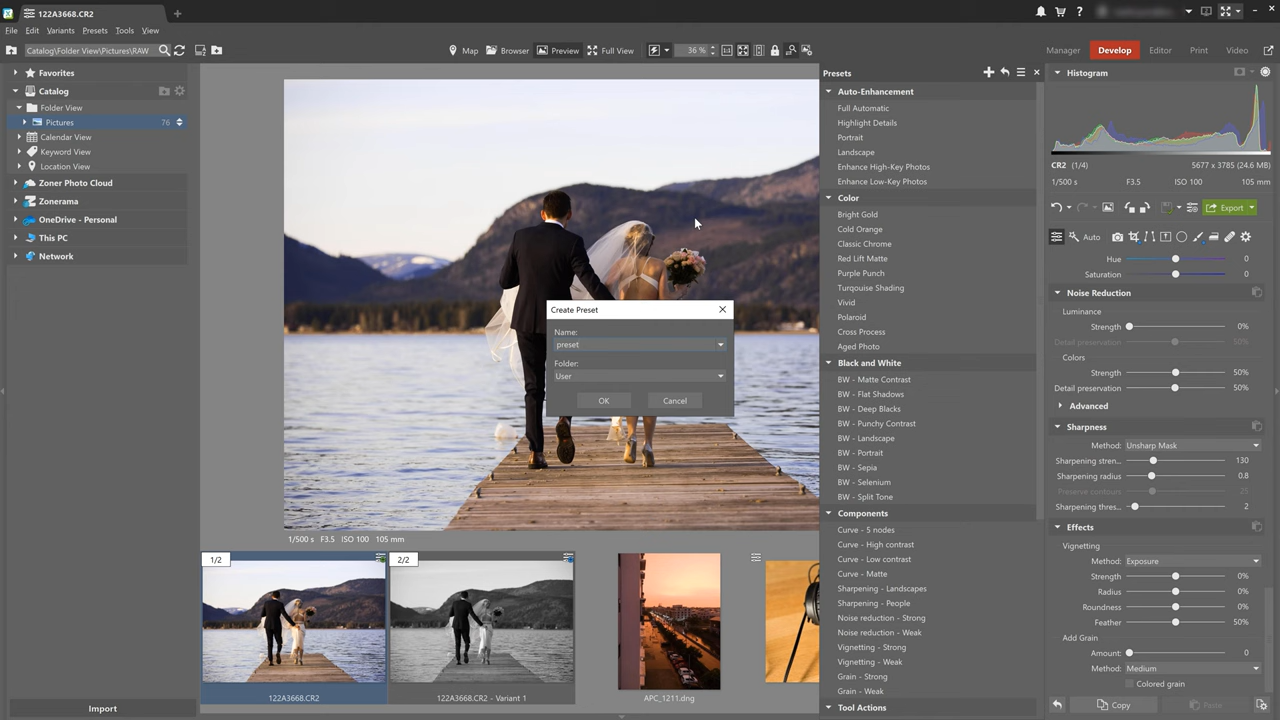 122A3668.CR2
File Edit Variants Presets Tools View
Catalog\Folder View\Pictures\RAW
Map Browser Preview Full View 36 %
Manager Develop Editor Print Video
Favorites
Catalog
Folder View
Pictures 76
Calendar View
Keyword View
Location View
Zoner Photo Cloud
Zonerama
OneDrive - Personal
This PC
Network
Import
Create Preset
Name:
preset
Folder:
User
OK Cancel
1/500 s F3.5 ISO 100 105 mm
1/2
2/2
122A3668.CR2
122A3668.CR2 - Variant 1
APC_1211.dng
Presets
Auto-Enhancement
Full Automatic
Highlight Details
Portrait
Landscape
Enhance High-Key Photos
Enhance Low-Key Photos
Color
Bright Gold
Cold Orange
Classic Chrome
Red Lift Matte
Purple Punch
Turqouise Shading
Vivid
Polaroid
Cross Process
Aged Photo
Black and White
BW - Matte Contrast
BW - Flat Shadows
BW - Deep Blacks
BW - Punchy Contrast
BW - Landscape
BW - Portrait
BW - Sepia
BW - Selenium
BW - Split Tone
Components
Curve - S nodes
Curve - High contrast
Curve - Low contrast
Curve - Matte
Sharpening - Landscapes
Sharpening - People
Noise reduction - Strong
Noise reduction - Weak
Vignetting - Strong
Vignetting - Weak
Grain - Strong
Grain - Weak
Tool Actions
Histogram
CR2 (1/4) 5677 x 3785 (24.6 MB)
1/500 s F3.5 ISO 100 105 mm
Export
Auto
Hue 0
Saturation 0
Noise Reduction
Luminance
Strength 0%
Detail preservation 50%
Colors
Strength 50%
Detail preservation 50%
Advanced
Sharpness
Method: Unsharp Mask
Sharpening stren... 130
Sharpening radius 0.8
Preserve contours 25
Sharpening thres... 2
Effects
Vignetting
Method: Exposure
Strength 0%
Radius 0%
Roundness 0%
Feather 50%
Add Grain
Amount: 0
Method: Medium
Colored grain
Copy Paste